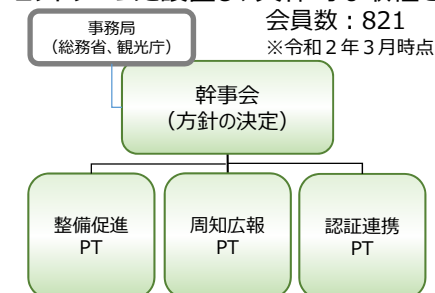 会員数：821
※令和２年３月時点
事務局
（総務省、観光庁）
幹事会
（方針の決定）
整備促進
PT
周知広報
PT
認証連携
PT